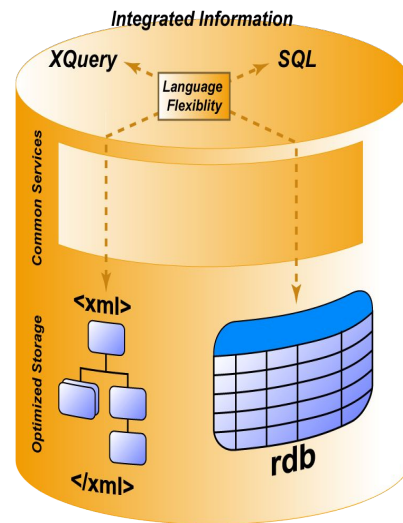 Integrated Information
XQuery
SQL
Language
Flexiblity
Common Services
Optimized Storage
<xml>
</xml>
rdb